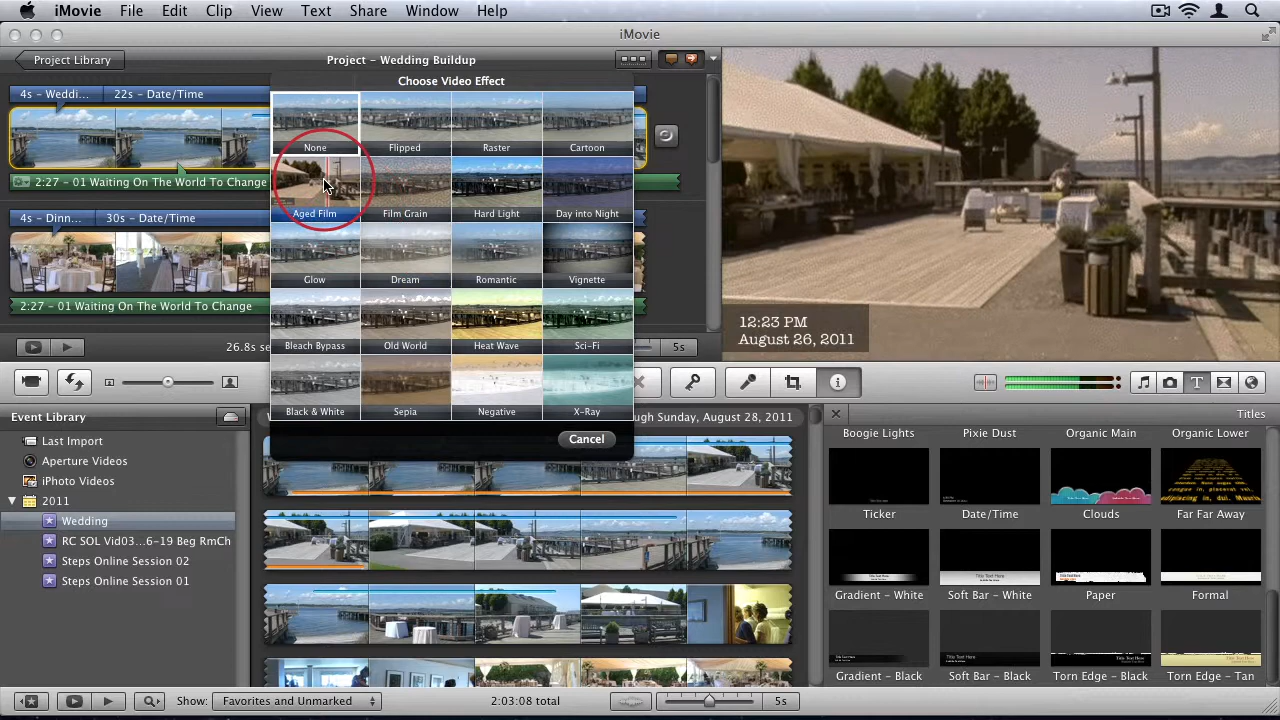 iMovie File Edit Clip View Text Share Window Help
iMovie
Project Library
Project – Wedding Buildup
Choose Video Effect
4s – Weddi...
22s – Date/Time
None
Flipped
Raster
Cartoon
2:27 – 01 Waiting On The World To Change
Aged Film
Film Grain
Hard Light
Day into Night
4s – Dinn...
30s – Date/Time
Glow
Dream
Romantic
Vignette
2:27 – 01 Waiting On The World To Change
12:23 PM
August 26, 2011
Bleach Bypass
Old World
Heat Wave
Sci-Fi
26.8s se
5s
Black & White
Sepia
Negative
X-Ray
Cancel
Event Library
ough Sunday, August 28, 2011
Titles
Last Import
Aperture Videos
iPhoto Videos
2011
Wedding
RC SOL Vid03...6-19 Beg RmCh
Steps Online Session 02
Steps Online Session 01
Boogie Lights
Pixie Dust
Organic Main
Organic Lower
Ticker
Date/Time
Clouds
Far Far Away
Gradient – White
Soft Bar – White
Paper
Formal
Gradient – Black
Soft Bar – Black
Torn Edge – Black
Torn Edge – Tan
Show: Favorites and Unmarked
2:03:08 total
5s